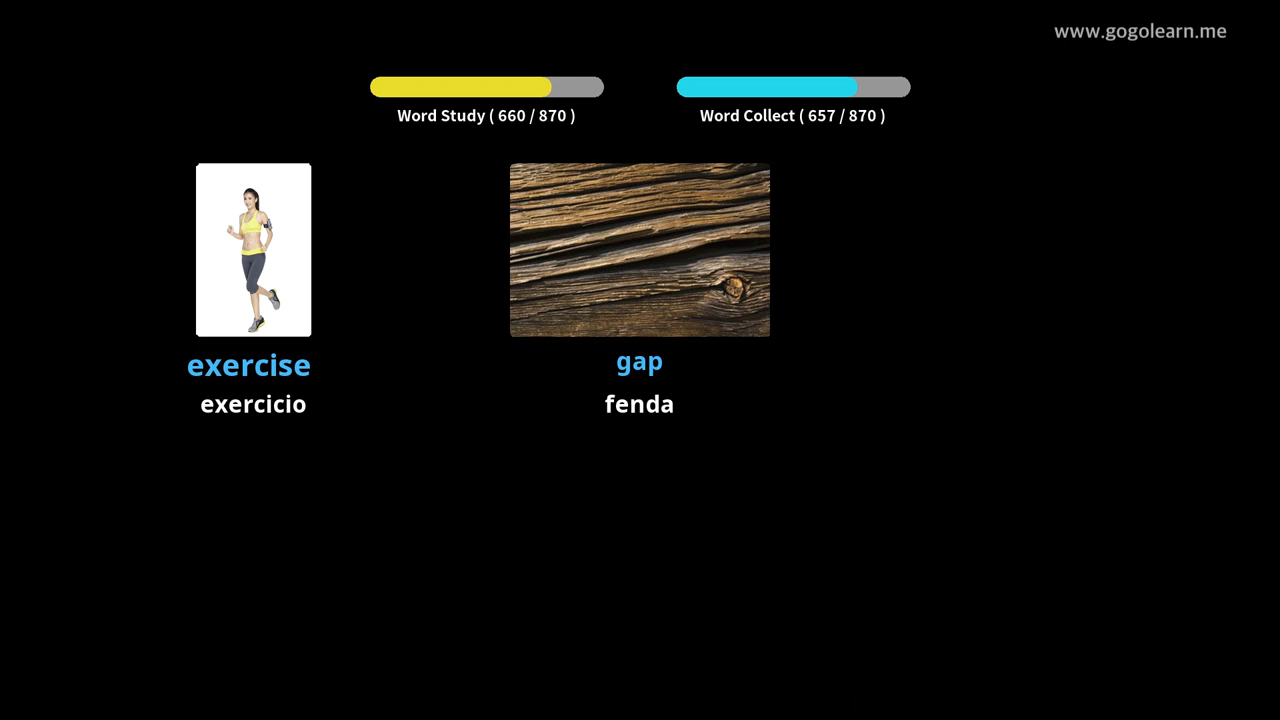 www.gogolearn.me
Word Study ( 660 / 870 )
Word Collect ( 657 / 870 )
exercise
exercicio
gap
fenda